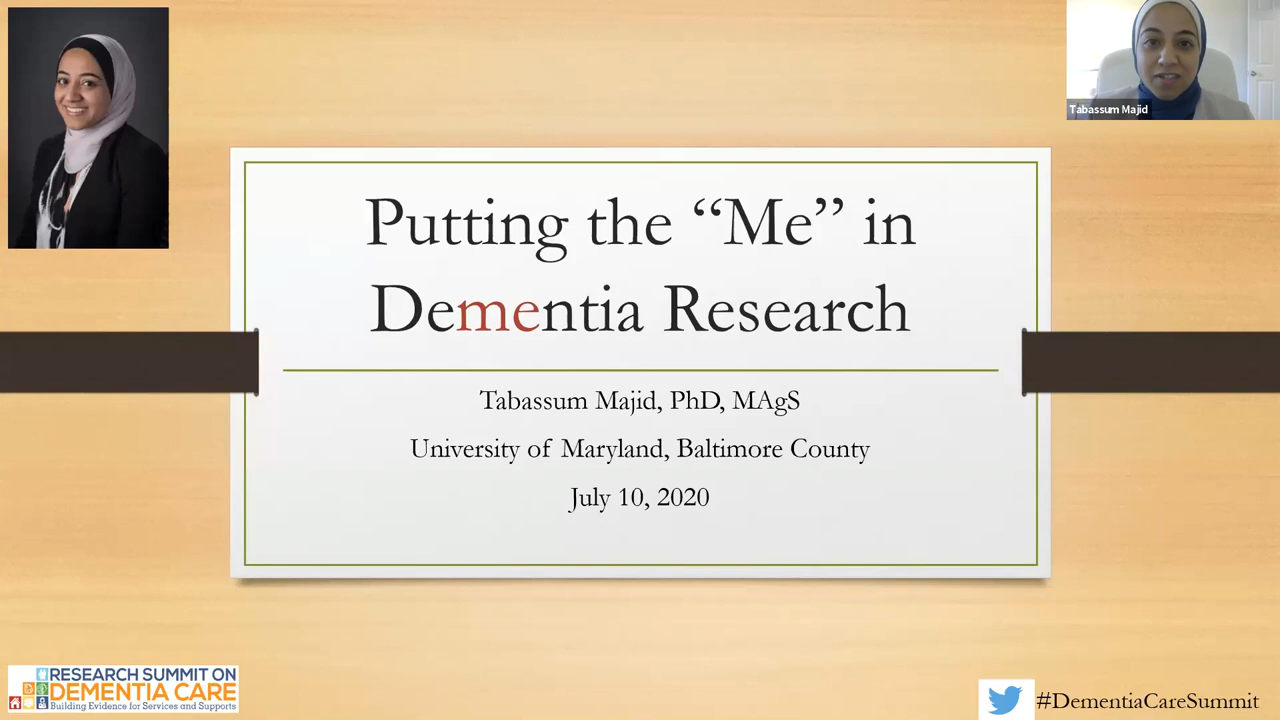 Tabassum Majid
Putting the “Me” in
Dementia Research
Tabassum Majid, PhD, MAgS
University of Maryland, Baltimore County
July 10, 2020
RESEARCH SUMMIT ON
DEMENTIA CARE
Building Evidence for Services and Supports
#DementiaCareSummit